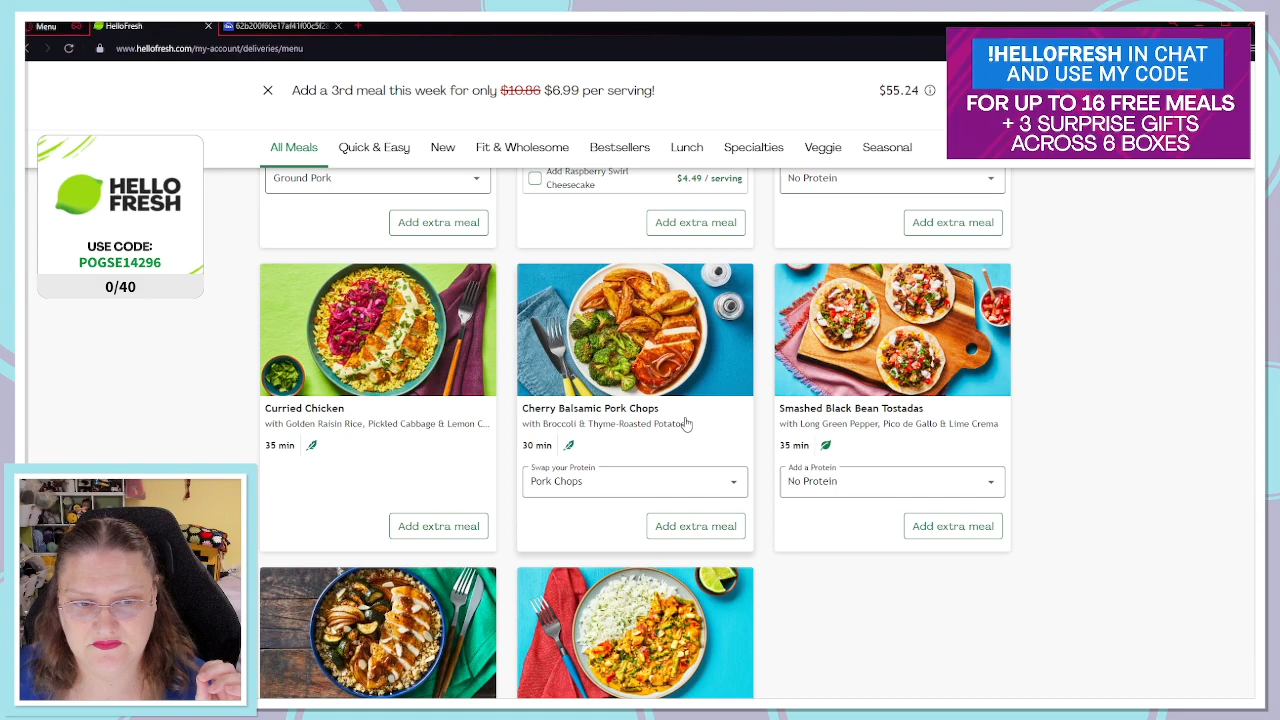 Menu
HelloFresh
62b200f60e17af41f00c5f2
www.hellofresh.com/my-account/deliveries/menu
!HELLOFRESH IN CHAT
AND USE MY CODE
FOR UP TO 16 FREE MEALS
+ 3 SURPRISE GIFTS
ACROSS 6 BOXES
Add a 3rd meal this week for only $10.86 $6.99 per serving!
$55.24
All Meals
Quick & Easy
New
Fit & Wholesome
Bestsellers
Lunch
Specialties
Veggie
Seasonal
HELLO
FRESH
USE CODE:
POGSE14296
0/40
Ground Pork
Add Raspberry Swirl
Cheesecake
$4.49 / serving
No Protein
Add extra meal
Add extra meal
Add extra meal
Curried Chicken
with Golden Raisin Rice, Pickled Cabbage & Lemon C...
35 min
Add extra meal
Cherry Balsamic Pork Chops
with Broccoli & Thyme-Roasted Potato
30 min
Swap your Protein
Pork Chops
Add extra meal
Smashed Black Bean Tostadas
with Long Green Pepper, Pico de Gallo & Lime Crema
35 min
Add a Protein
No Protein
Add extra meal